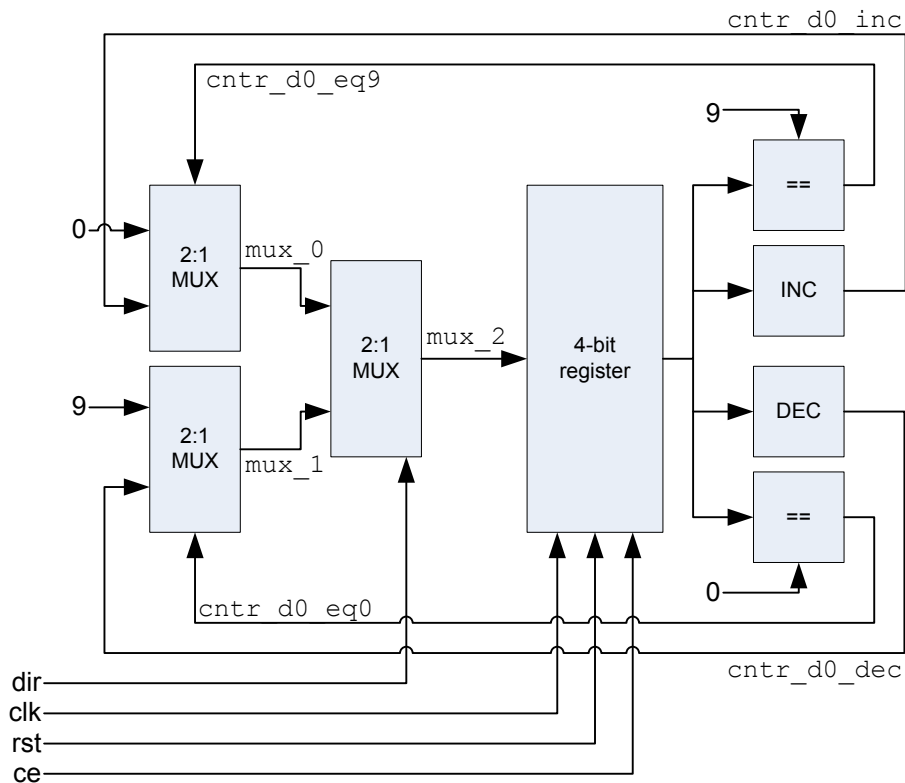 cntr_d0_inc
cntr_d0_eq9
9
==
0
2:1
MUX
mux_0
INC
2:1
MUX
mux_2
4-bit
register
9
2:1
MUX
mux_1
DEC
==
0
cntr_d0_eq0
cntr_d0_dec
dir
clk
rst
ce